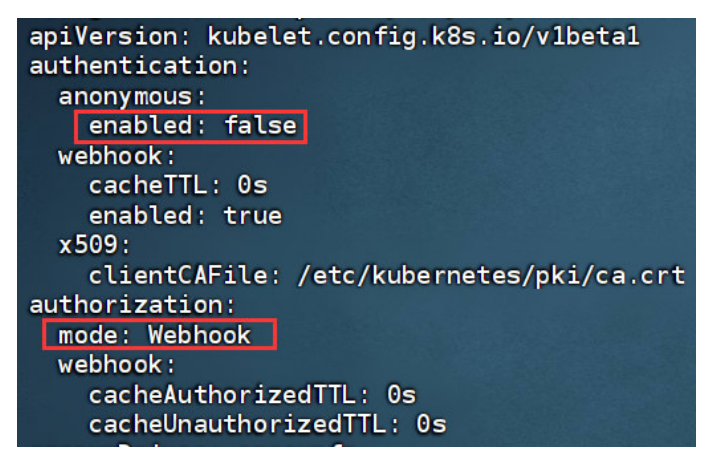 apiVersion: kubelet.config.k8s.io/v1beta1
authentication:
  anonymous:
    enabled: false
  webhook:
    cacheTTL: 0s
    enabled: true
  x509:
    clientCAFile: /etc/kubernetes/pki/ca.crt
authorization:
  mode: Webhook
  webhook:
    cacheAuthorizedTTL: 0s
    cacheUnauthorizedTTL: 0s